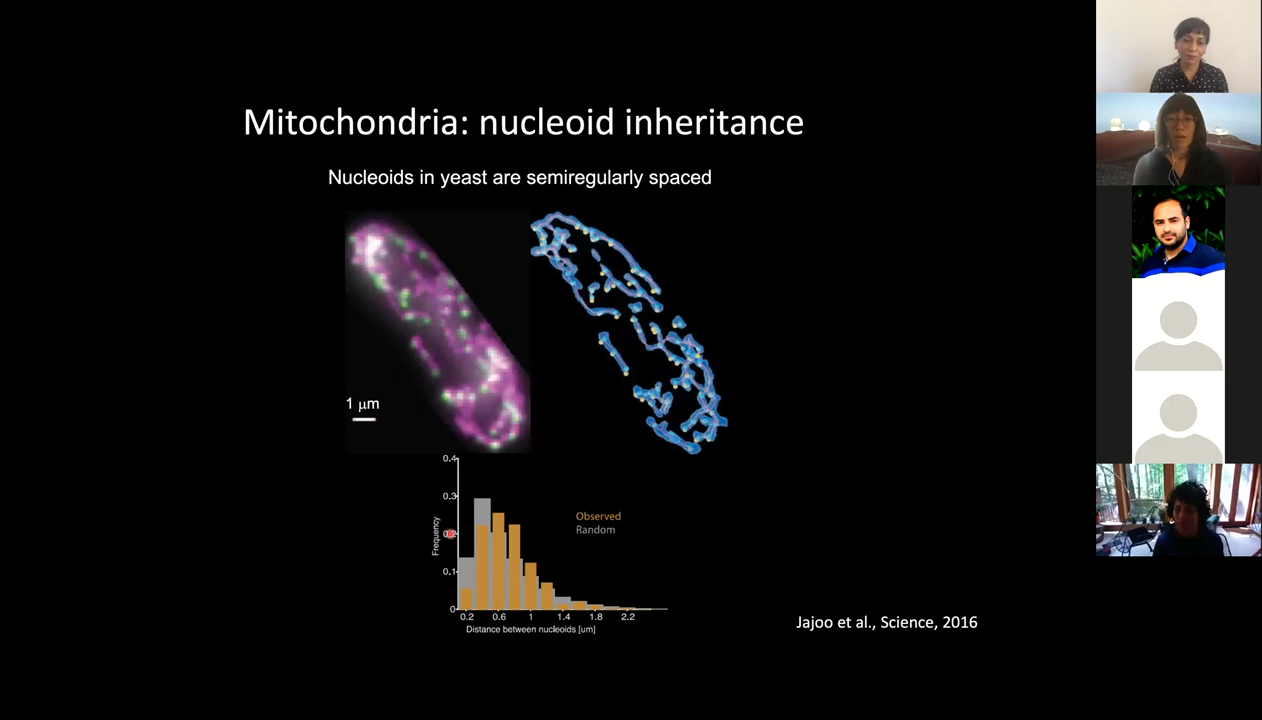 Mitochondria: nucleoid inheritance
Nucleoids in yeast are semiregularly spaced
1 µm
0.4
0.3
0.1
0
Frequency
Observed
Random
0.2 0.6 1 1.4 1.8 2.2
Distance between nucleoids [um]
Jajoo et al., Science, 2016